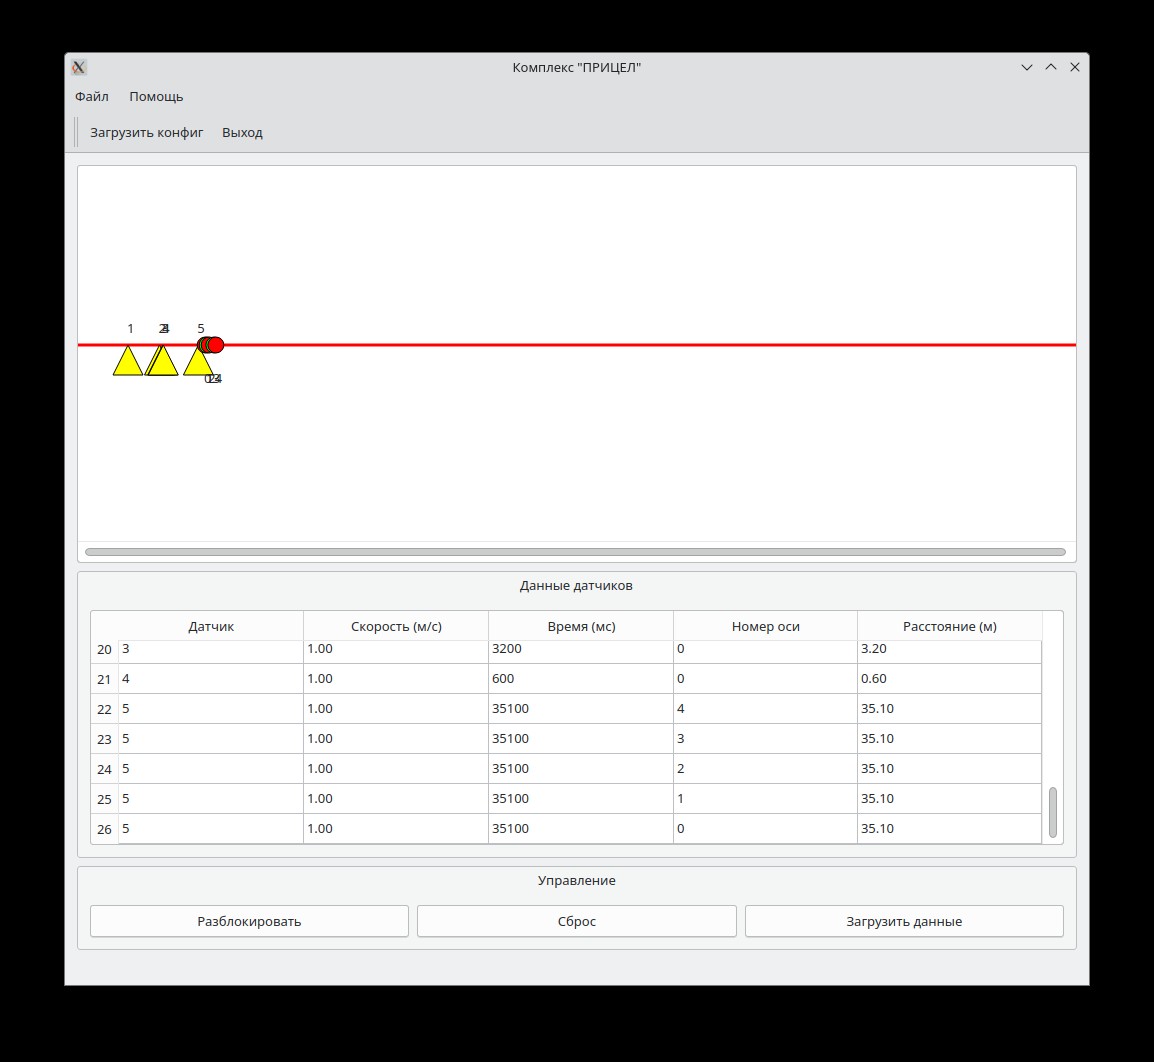 Комплекс "ПРИЦЕЛ"
Файл Помощь
Загрузить конфиг Выход
1 5
Данные датчиков
Датчик Скорость (м/с) Время (мс) Номер оси Расстояние (м)
20 3 1.00 3200 0 3.20
21 4 1.00 600 0 0.60
22 5 1.00 35100 4 35.10
23 5 1.00 35100 3 35.10
24 5 1.00 35100 2 35.10
25 5 1.00 35100 1 35.10
26 5 1.00 35100 0 35.10
Управление
Разблокировать Сброс Загрузить данные